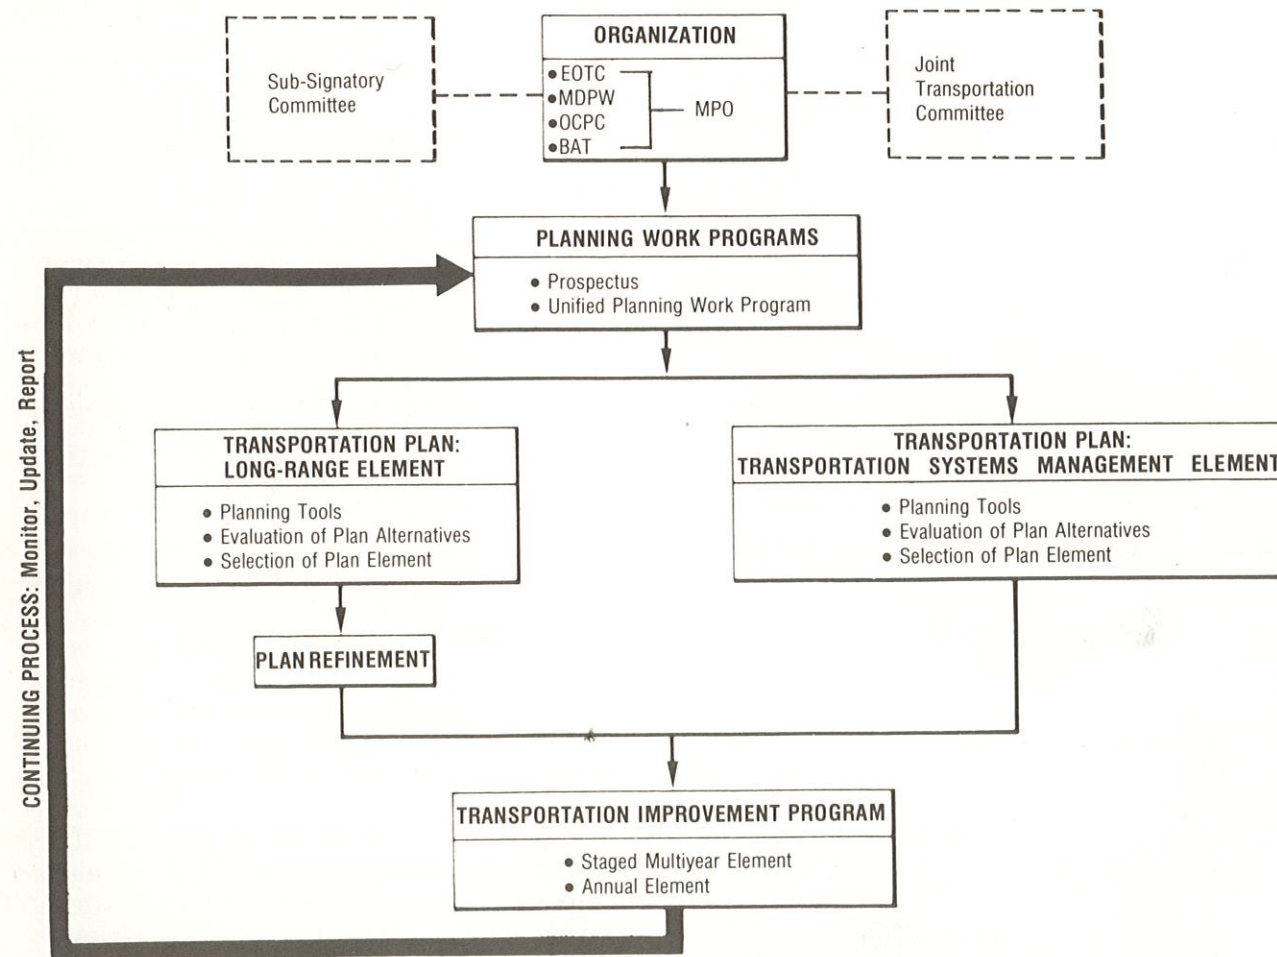 ORGANIZATION
• EOTC
• MDPW
• OCPC
• BAT
MPO
Sub-Signatory
Committee
Joint
Transportation
Committee
PLANNING WORK PROGRAMS
• Prospectus
• Unified Planning Work Program
TRANSPORTATION PLAN:
LONG-RANGE ELEMENT
• Planning Tools
• Evaluation of Plan Alternatives
• Selection of Plan Element
TRANSPORTATION PLAN:
TRANSPORTATION SYSTEMS MANAGEMENT ELEMENT
• Planning Tools
• Evaluation of Plan Alternatives
• Selection of Plan Element
PLAN REFINEMENT
TRANSPORTATION IMPROVEMENT PROGRAM
• Staged Multiyear Element
• Annual Element
CONTINUING PROCESS: Monitor, Update, Report